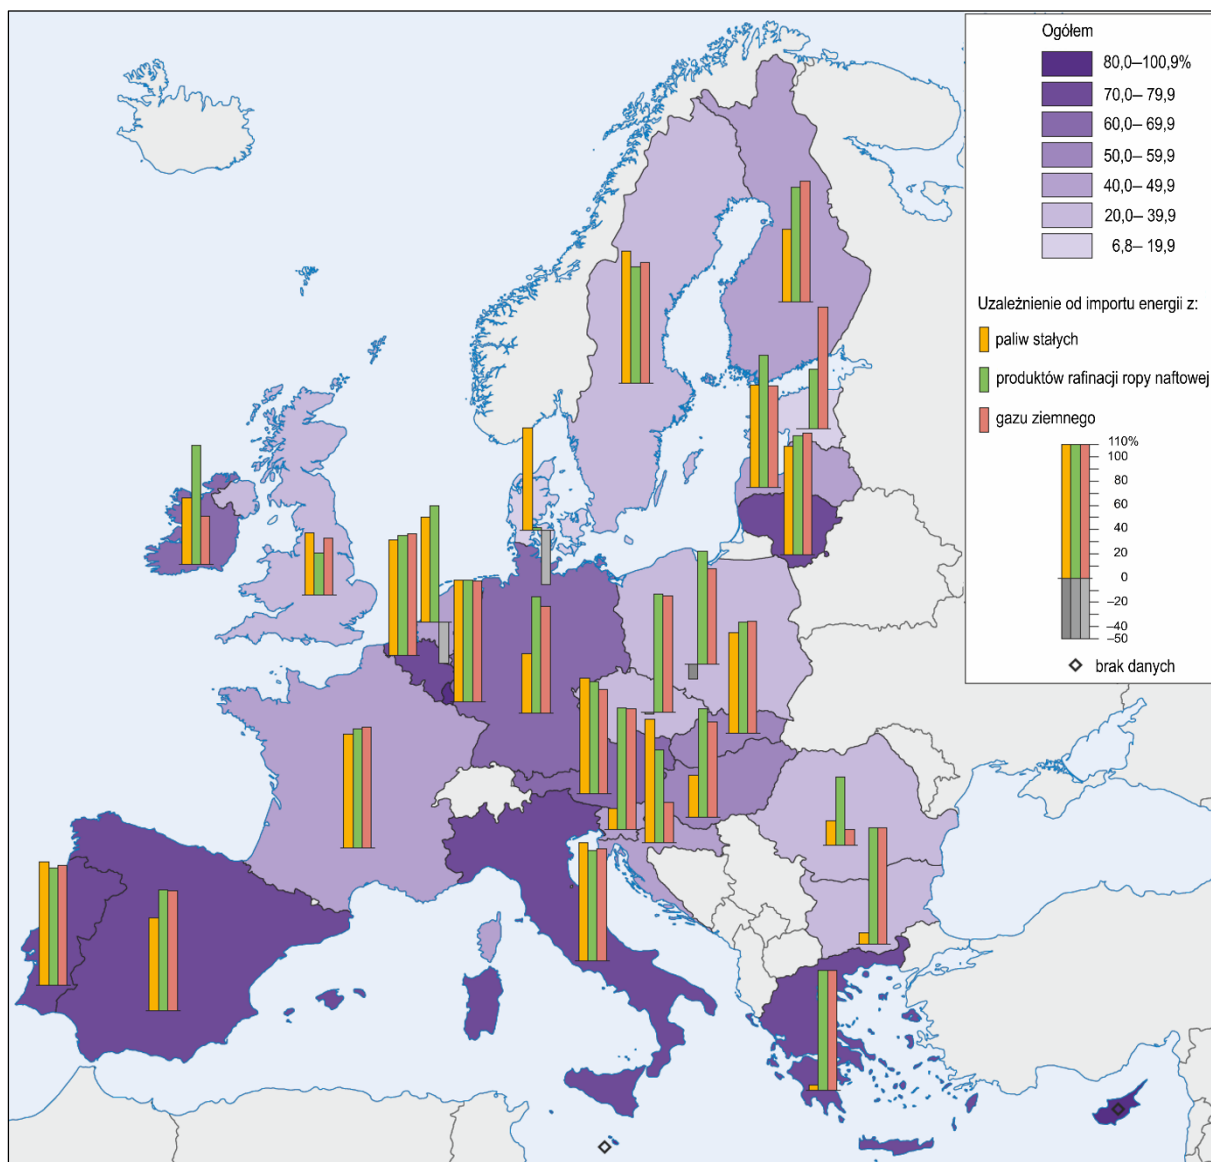 Ogółem
80,0–100,9%
70,0– 79,9
60,0– 69,9
50,0– 59,9
40,0– 49,9
20,0– 39,9
6,8– 19,9
Uzależnienie od importu energii z:
paliw stałych
produktów rafinacji ropy naftowej
gazu ziemnego
110%
100
80
60
40
20
0
–20
–40
–50
brak danych